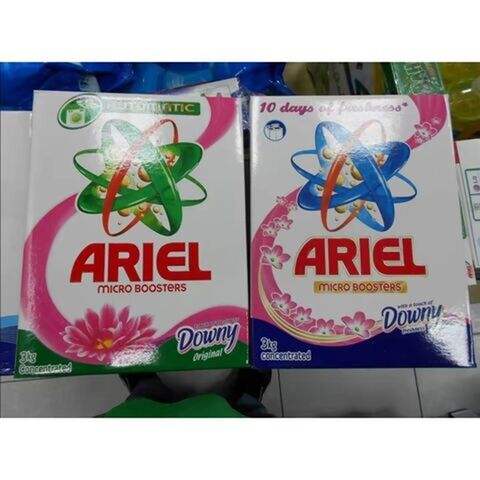 AUTOMATIC
ARIEL
MICRO BOOSTERS
Downy
Original
3kg
Concentrated
10 days of freshness*
ARIEL
MICRO BOOSTERS
with a touch of
Downy
freshness
3kg
Concentrated